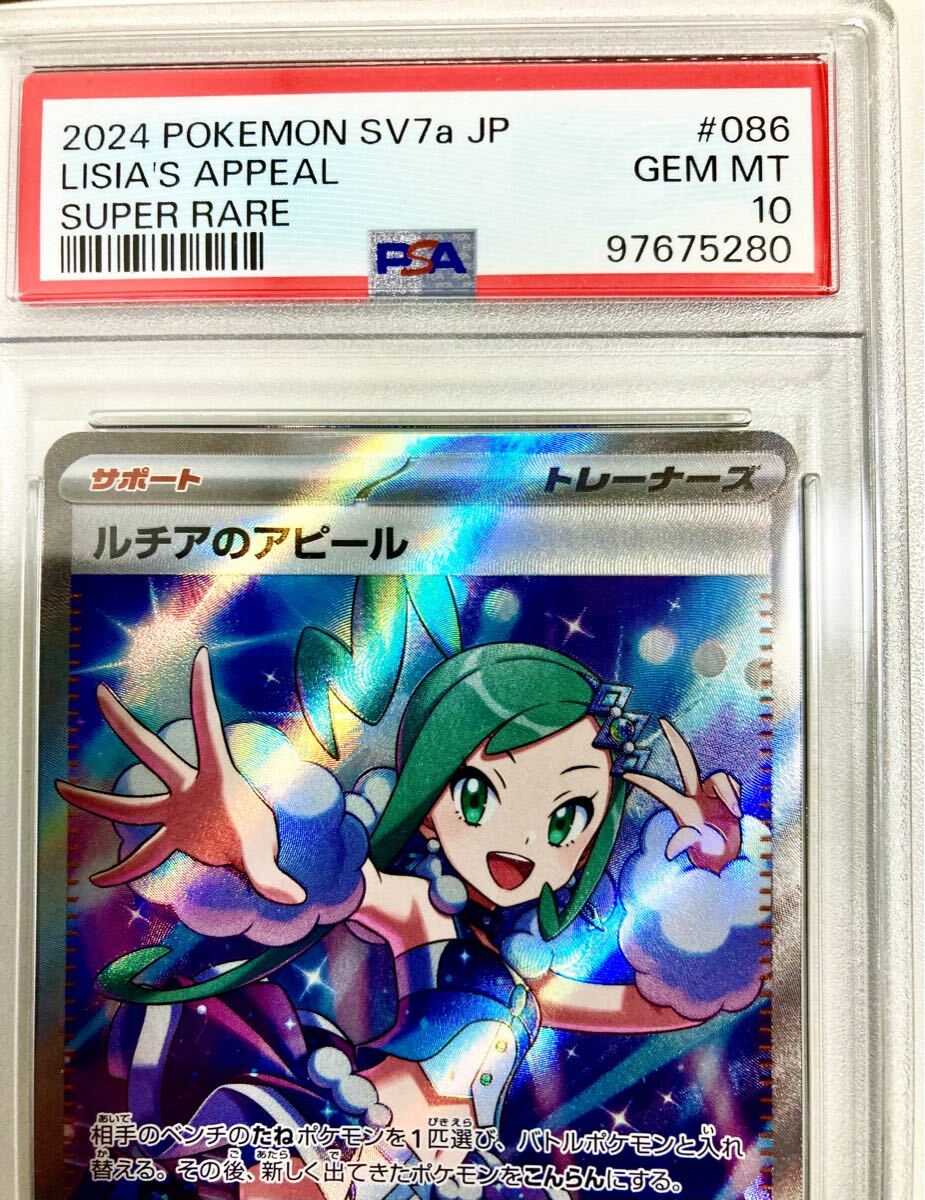 2024 POKEMON SV7a JP #086
LISIA'S APPEAL GEM MT
SUPER RARE 10
PSA 97675280
サポート トレーナーズ
ルチアのアピール
相手のベンチのたねポケモンを1匹選び、バトルポケモンと入れ
替える。その後、新しく出てきたポケモンをこんらんにする。